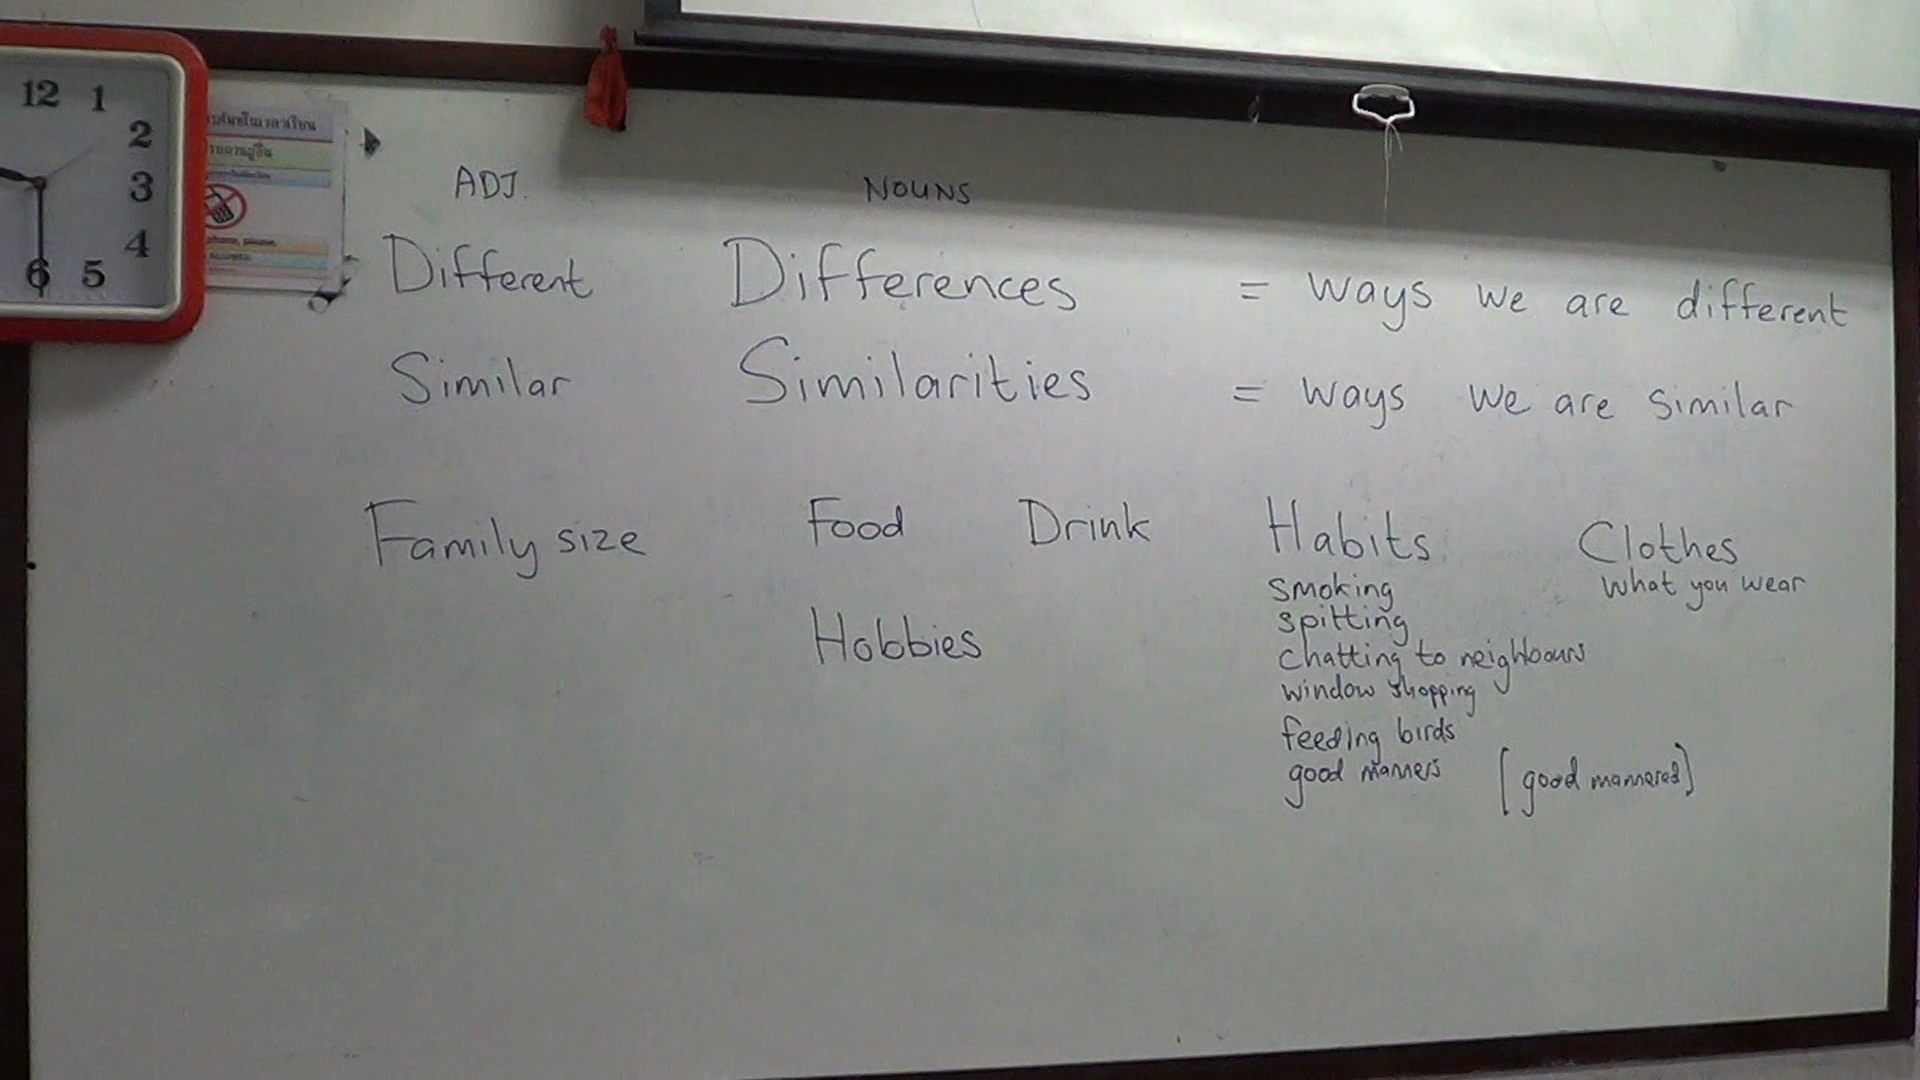 12 1
2
3
4
5
6
phone, please.
ADJ. NOUNS
Different Differences = ways we are different
Similar Similarities = ways we are similar
Family size Food Drink Habits Clothes
smoking what you wear
spitting
Hobbies
chatting to neighbours
window shopping
feeding birds
good manners [good mannered]